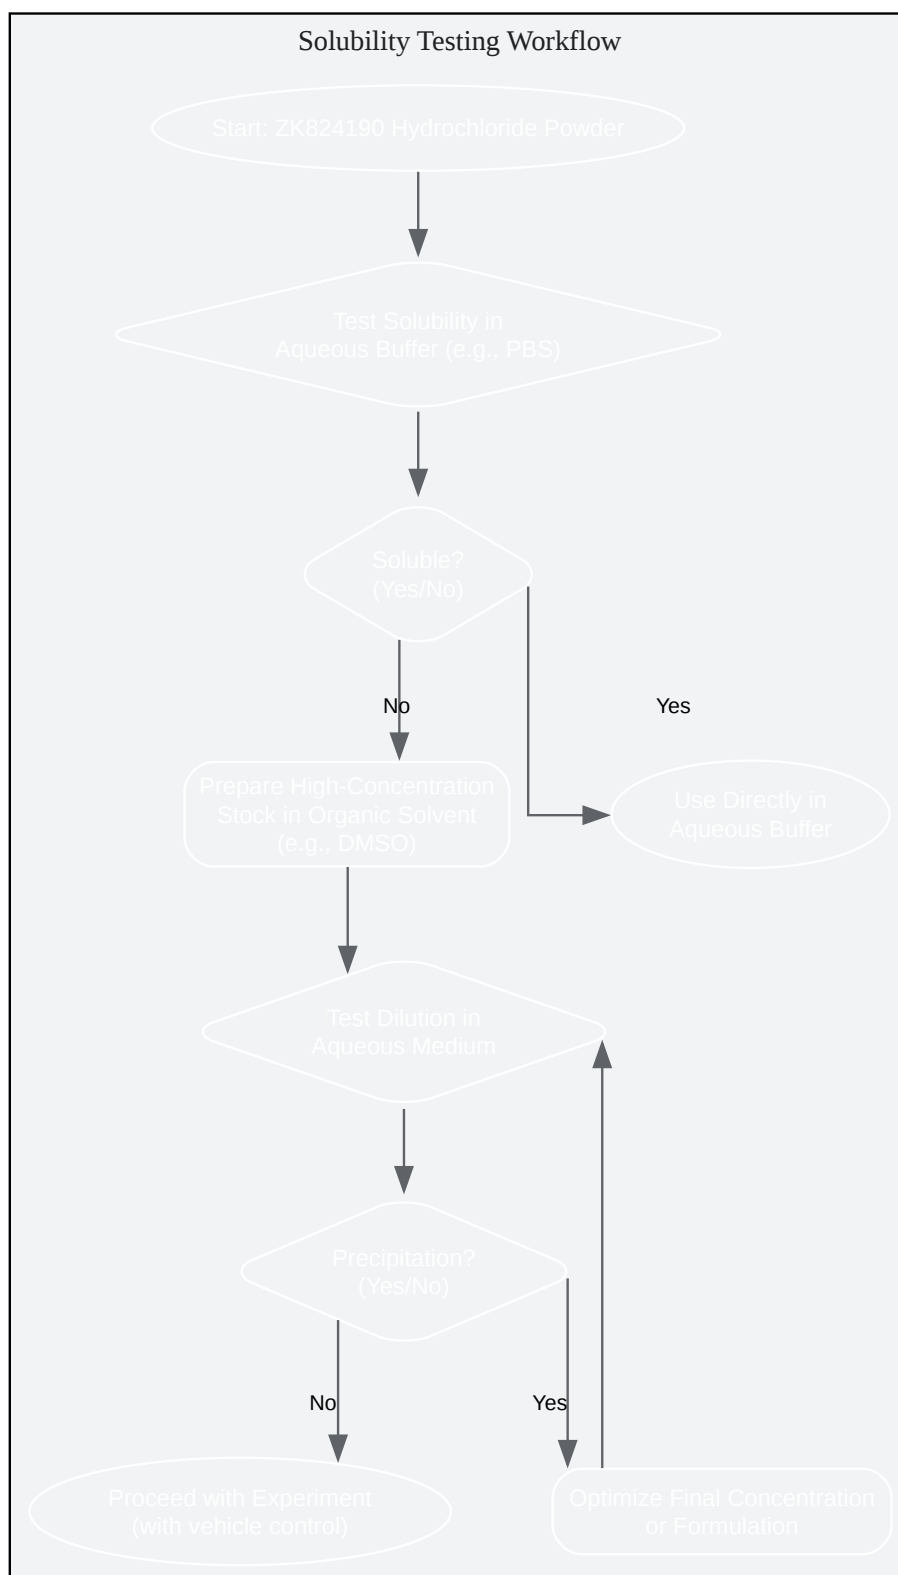 Solubility Testing Workflow
Start: ZK824190 Hydrochloride Powder
Test Solubility in
Aqueous Buffer (e.g., PBS)
Soluble?
(Yes/No)
No
Yes
Prepare High-Concentration
Stock in Organic Solvent
(e.g., DMSO)
Use Directly in
Aqueous Buffer
Test Dilution in
Aqueous Medium
Precipitation?
(Yes/No)
No
Yes
Proceed with Experiment
(with vehicle control)
Optimize Final Concentration
or Formulation